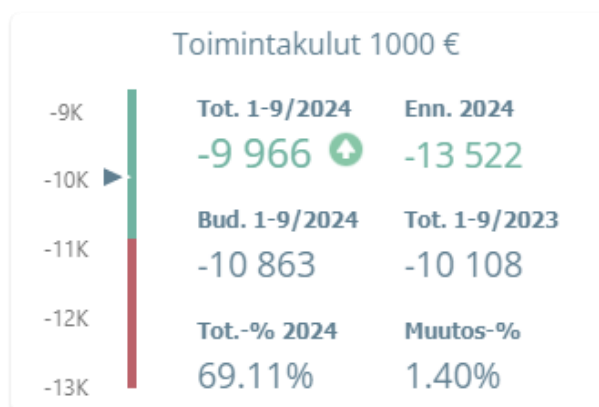 Toimintakulut 1000 €
-9K
-10K
-11K
-12K
-13K
Tot. 1-9/2024
-9 966
Enn. 2024
-13 522
Bud. 1-9/2024
-10 863
Tot. 1-9/2023
-10 108
Tot.-% 2024
69.11%
Muutos-%
1.40%